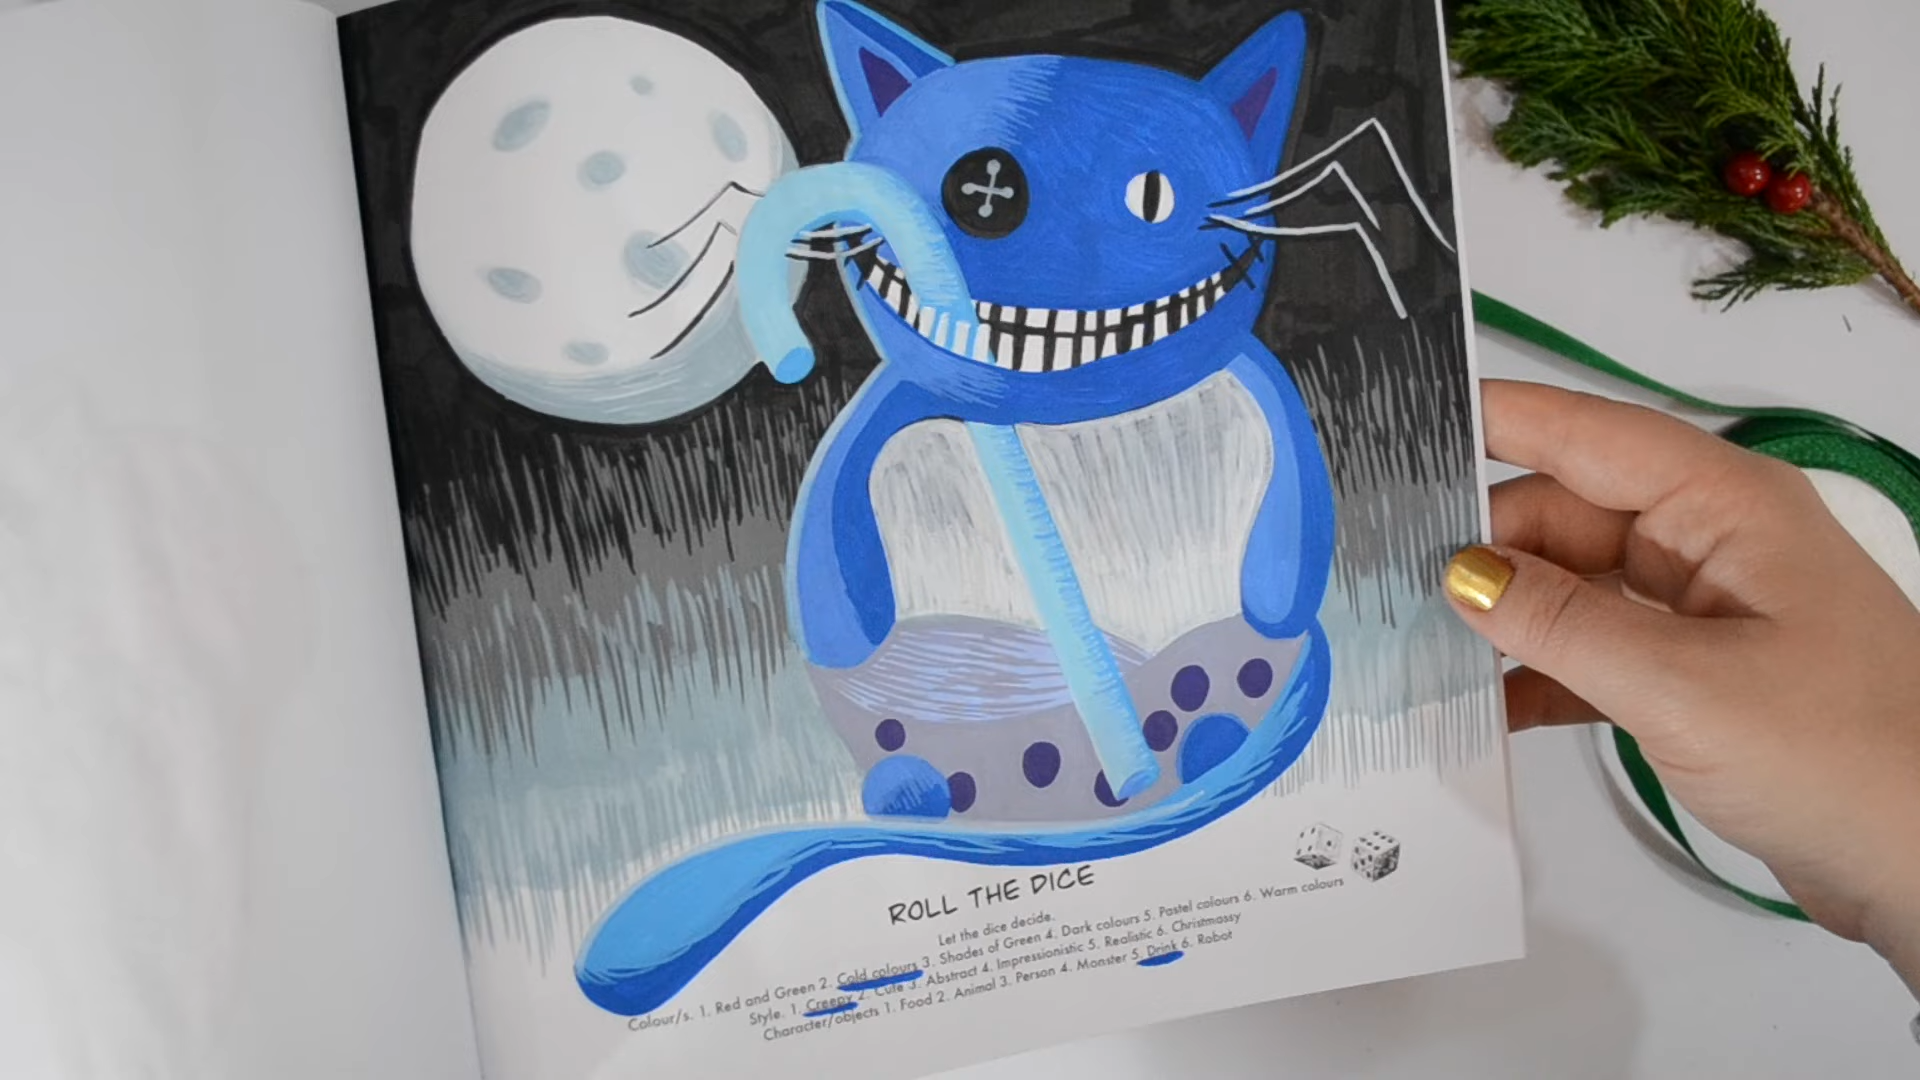 ROLL THE DICE
Let the dice decide.
Colour/s. 1. Red and Green 2. Cold colours 3. Shades of Green 4. Dark colours 5. Pastel colours 6. Warm colours
Style. 1. Creepy 2. Cute 3. Abstract 4. Impressionistic 5. Realistic 6. Christmassy
Character/objects 1. Food 2. Animal 3. Person 4. Monster 5. Drink 6. Robot